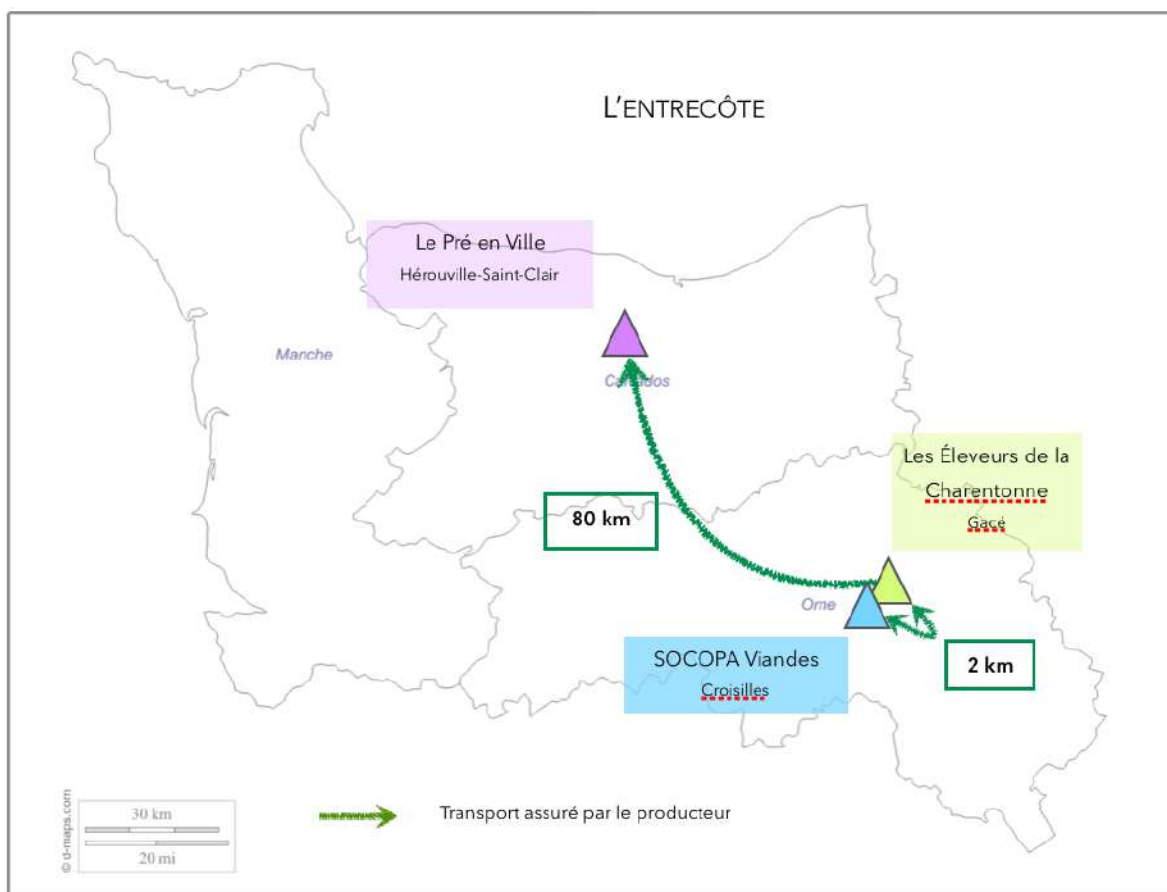 L'ENTRECÔTE
Le Pré en Ville
Hérouville-Saint-Clair
Manche
Calvados
Les Éleveurs de la
Charentonne
Gacé
80 km
Orne
SOCOPA Viandes
Croisilles
2 km
© d-maps.com
30 km
20 mi
Transport assuré par le producteur